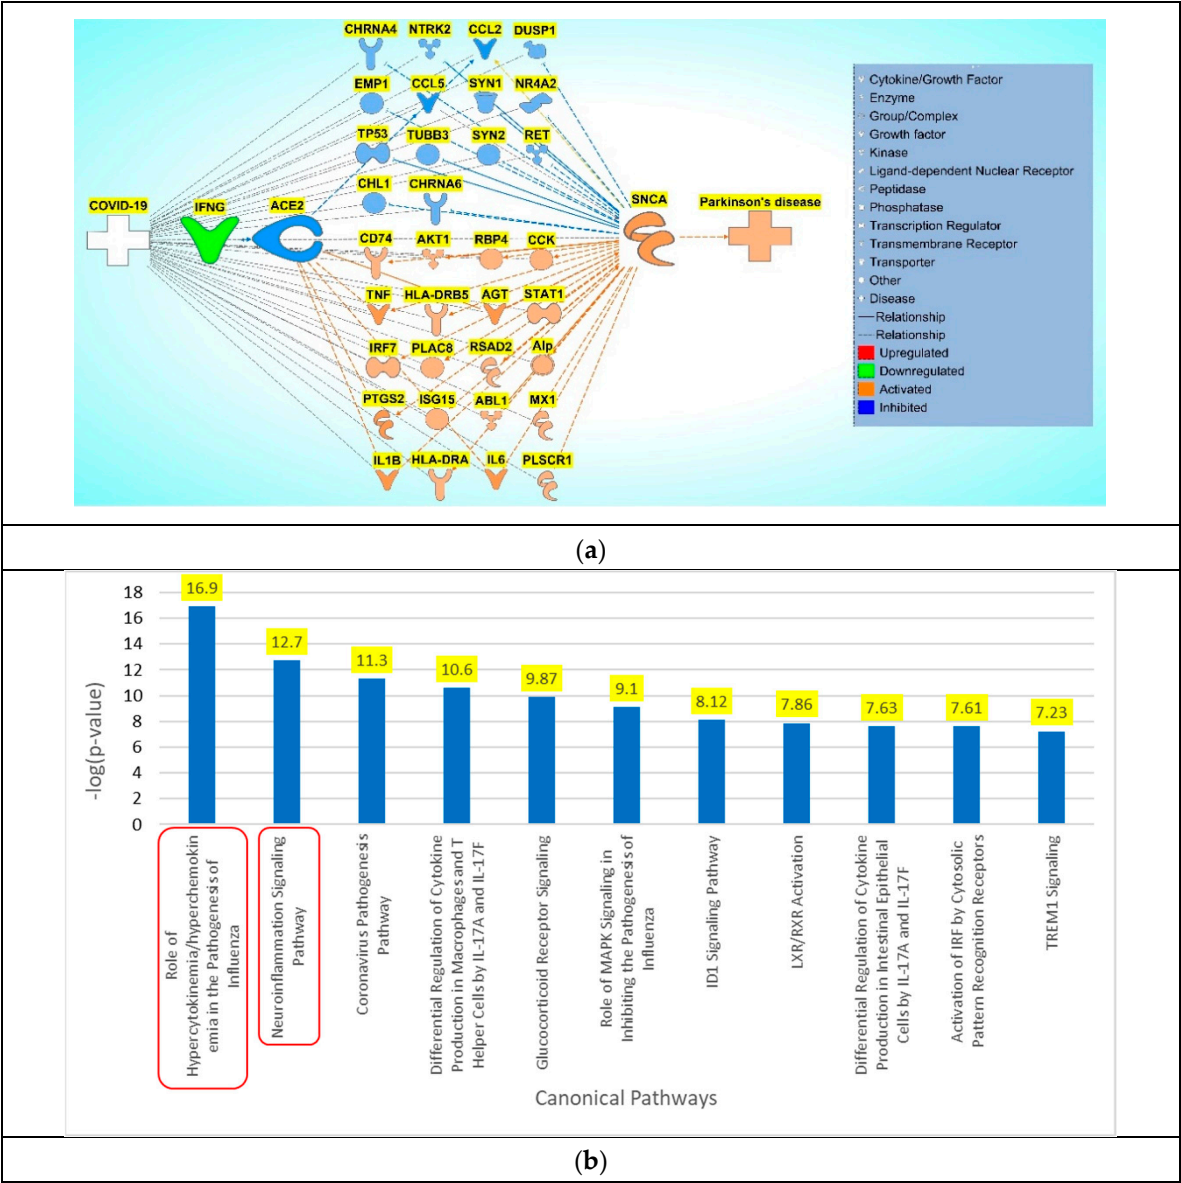 CHRNA4 NTRK2 CCL2 DUSP1
EMP1 CCL5 SYN1 NR4A2
TP53 TUBB3 SYN2 RET
CHL1 CHRNA6
COVID-19 IFNG ACE2 SNCA Parkinson's disease
CD74 AKT1 RBP4 CCK
TNF HLA-DRB5 AGT STAT1
IRF7 PLAC8 RSAD2 Alp
PTGS2 ISG15 ABL1 MX1
IL1B HLA-DRA IL6 PLSCR1
Cytokine/Growth Factor
Enzyme
Group/Complex
Growth factor
Kinase
Ligand-dependent Nuclear Receptor
Peptidase
Phosphatase
Transcription Regulator
Transmembrane Receptor
Transporter
Other
Disease
Relationship
Relationship
Upregulated
Downregulated
Activated
Inhibited
(a)
-log(p-value)
18
16
14
12
10
8
6
4
2
0
16.9
12.7
11.3
10.6
9.87
9.1
8.12
7.86
7.63
7.61
7.23
Role of
Hypercytokinemia/hyperchemokin
emia in the Pathogenesis of
Influenza
Neuroinflammation Signaling
Pathway
Coronavirus Pathogenesis
Pathway
Differential Regulation of Cytokine
Production in Macrophages and T
Helper Cells by IL-17A and IL-17F
Glucocorticoid Receptor Signaling
Role of MAPK Signaling in
Inhibiting the Pathogenesis of
Influenza
ID1 Signaling Pathway
LXR/RXR Activation
Differential Regulation of Cytokine
Production in Intestinal Epithelial
Cells by IL-17A and IL-17F
Activation of IRF by Cytosolic
Pattern Recognition Receptors
TREM1 Signaling
Canonical Pathways
(b)